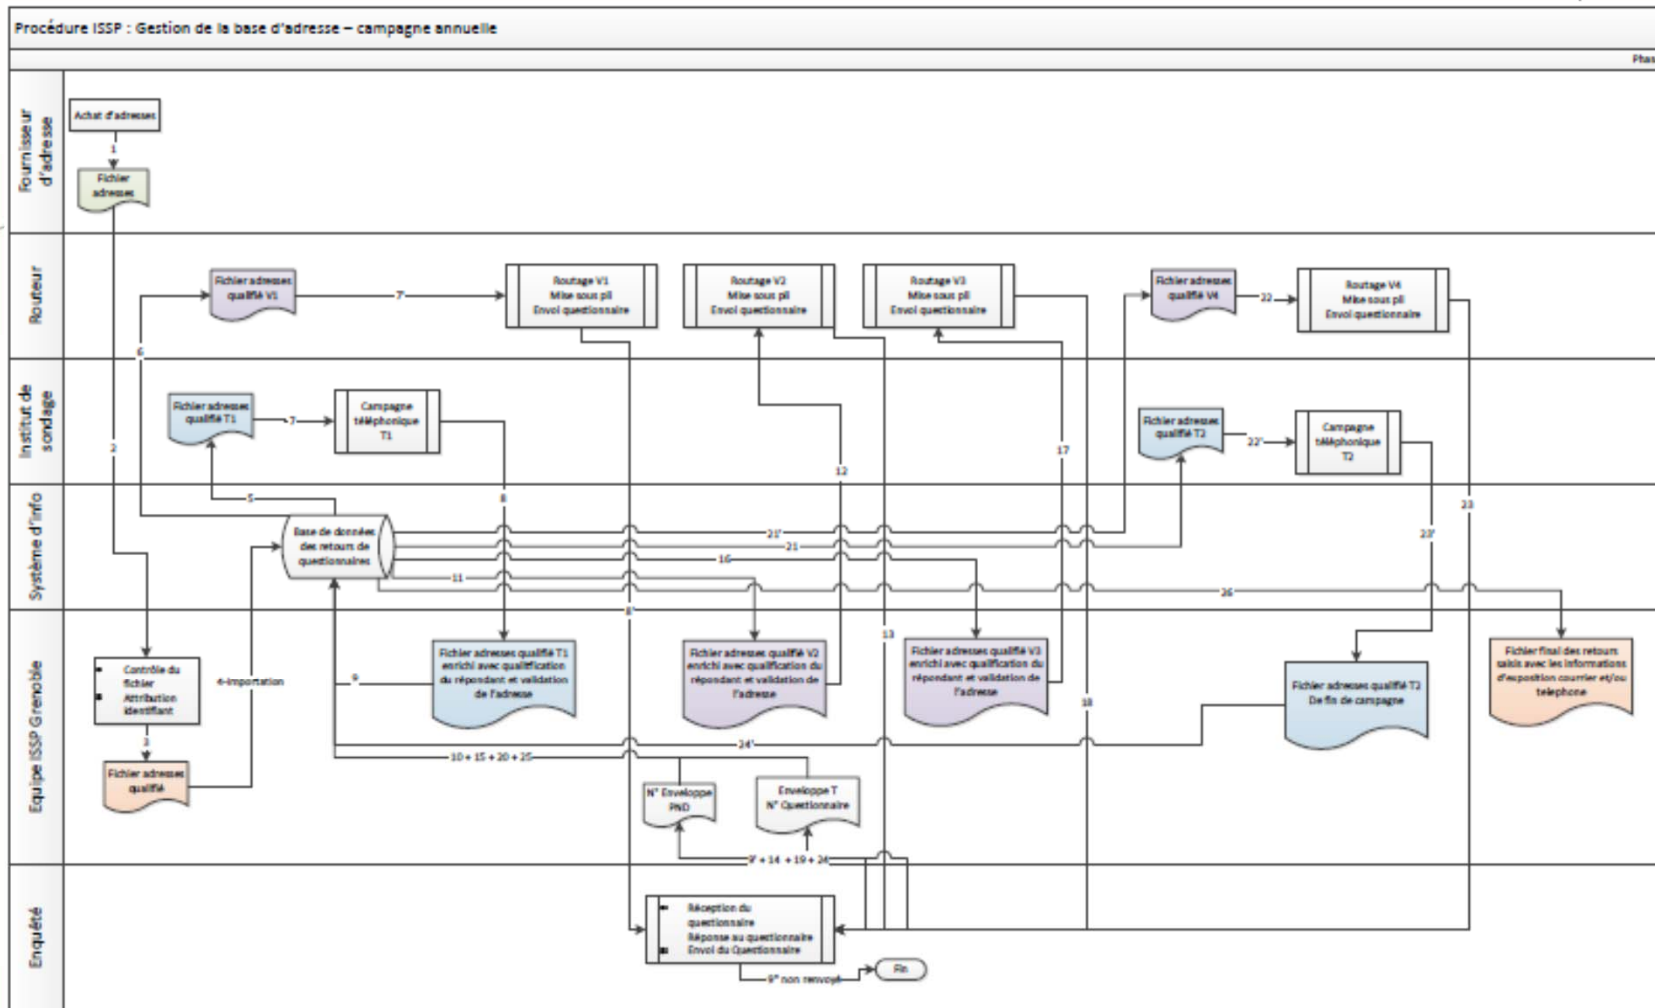 Procédure ISSP : Gestion de la base d'adresse – campagne annuelle
Phas
Fournisseur
d'adresse
Achat d'adresses
1
Fichier
adresses
2
Routeur
Fichier adresses
qualifié V1
7'
Routage V1
Mise sous pli
Envoi questionnaire
Routage V2
Mise sous pli
Envoi questionnaire
Routage V3
Mise sous pli
Envoi questionnaire
Fichier adresses
qualifié V4
22
Routage V4
Mise sous pli
Envoi questionnaire
6
Institut de
sondage
Fichier adresses
qualifié T1
7
Campagne
téléphonique
T1
Fichier adresses
qualifié T2
22'
Campagne
téléphonique
T2
12
17
Système d'info
5
8
23
23'
Base de données
des retours de
questionnaires
21'
21
16
11
26
8'
13
Equipe ISSP Grenoble
Contrôle du
fichier
Attribution
identifiant
3
Fichier adresses
qualifié
4-importation
9
Fichier adresses qualifié T1
enrichi avec qualification
du répondant et validation
de l'adresse
Fichier adresses qualifié V2
enrichi avec qualification du
répondant et validation de
l'adresse
Fichier adresses qualifié V3
enrichi avec qualification du
répondant et validation de
l'adresse
18
Fichier adresses qualifié T2
De fin de campagne
Fichier final des retours
saisis avec les informations
d'exposition courrier et/ou
telephone
24'
10 + 15 + 20 + 25
N° Enveloppe
PND
Enveloppe T
N° Questionnaire
9' + 14 + 19 + 24
Enquêté
Réception du
questionnaire
Réponse au questionnaire
Envoi du Questionnaire
9" non renvoyé
Fin